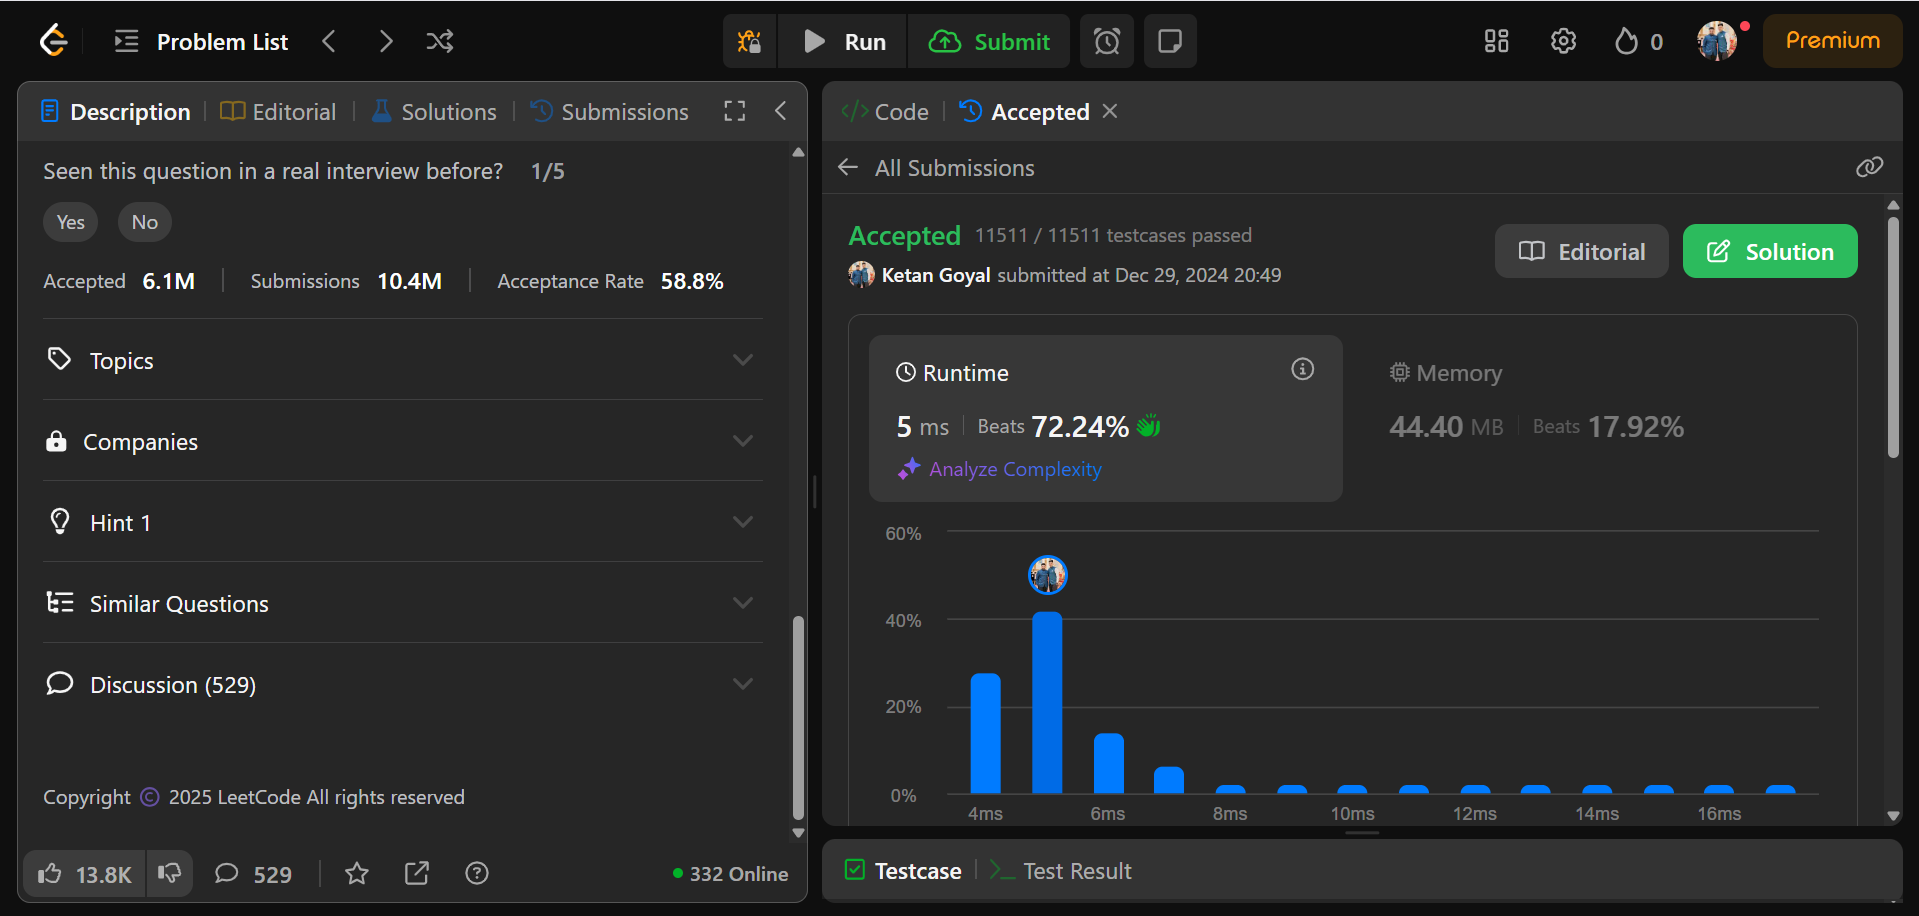 Problem List
Run
Submit
0
Premium
Description
Editorial
Solutions
Submissions
Seen this question in a real interview before? 1/5
Yes
No
Accepted 6.1M
Submissions 10.4M
Acceptance Rate 58.8%
Topics
Companies
Hint 1
Similar Questions
Discussion (529)
Copyright © 2025 LeetCode All rights reserved
13.8K
529
332 Online
</> Code
Accepted
All Submissions
Accepted 11511 / 11511 testcases passed
Ketan Goyal submitted at Dec 29, 2024 20:49
Editorial
Solution
Runtime
5 ms Beats 72.24%
Analyze Complexity
Memory
44.40 MB Beats 17.92%
60%
40%
20%
0%
4ms 6ms 8ms 10ms 12ms 14ms 16ms
Testcase
Test Result